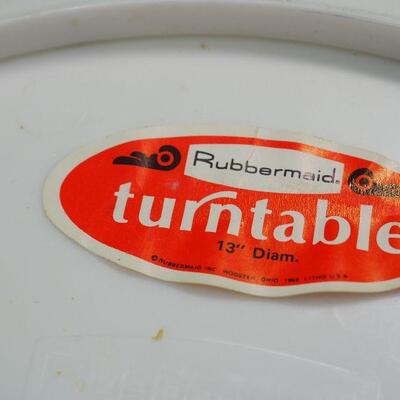 Rubbermaid®
turntable
13" Diam.
© RUBBERMAID INC. WOOSTER, OHIO 1968 LITHO U.S.A.